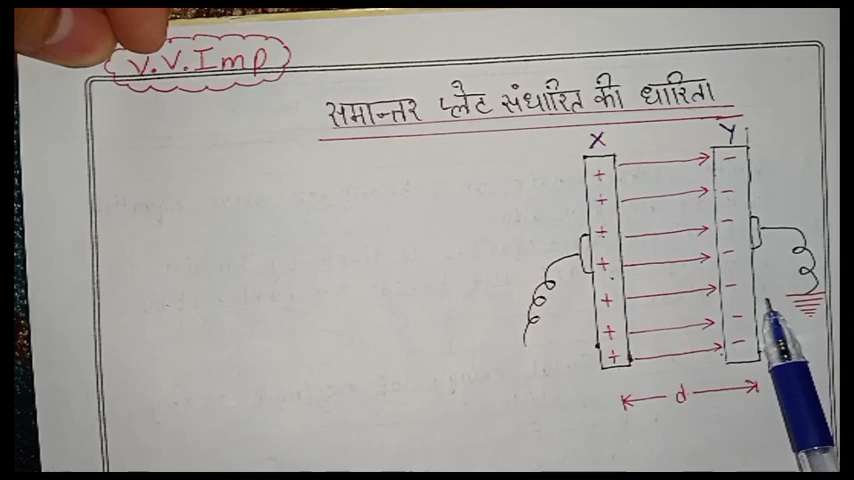 V.V.Imp
समान्तर प्लेट संधारित की धारिता
X Y
+ -
+ -
+ -
+ -
+ -
+ -
+ -
d